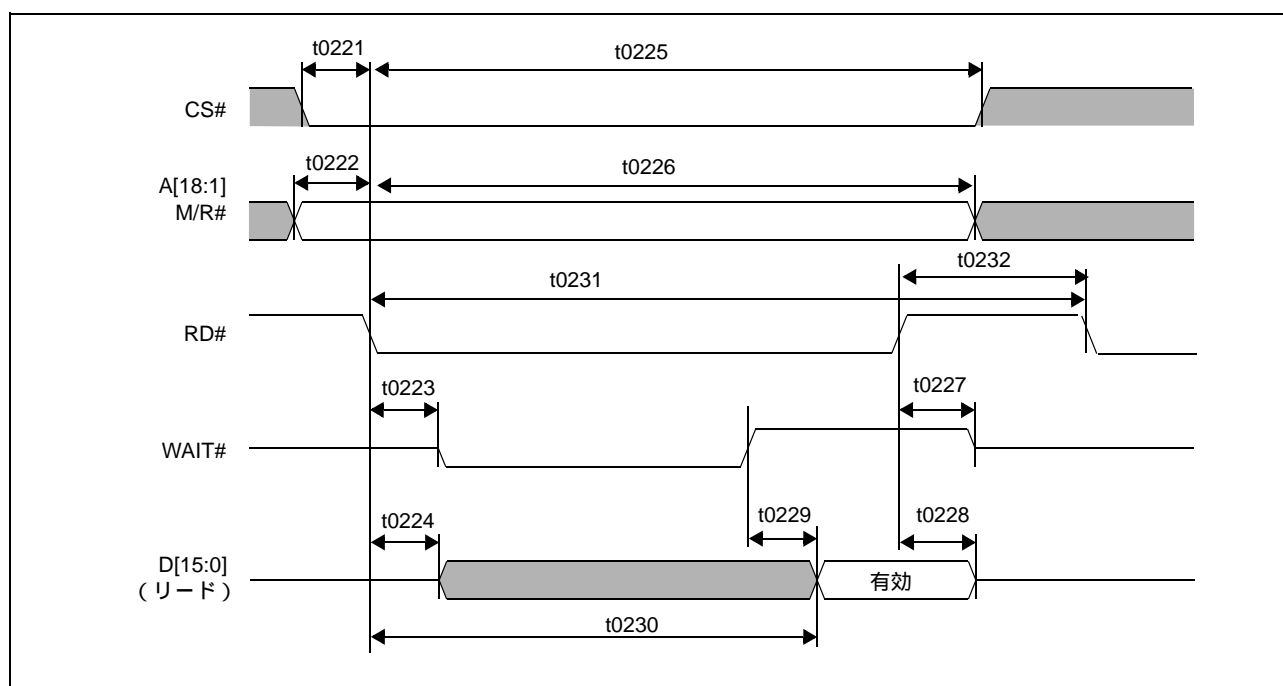 t0221
t0225
CS#
t0222
t0226
A[18:1]
M/R#
t0232
t0231
RD#
t0223
t0227
WAIT#
t0224
t0229
t0228
D[15:0]
（リード）
有効
t0230